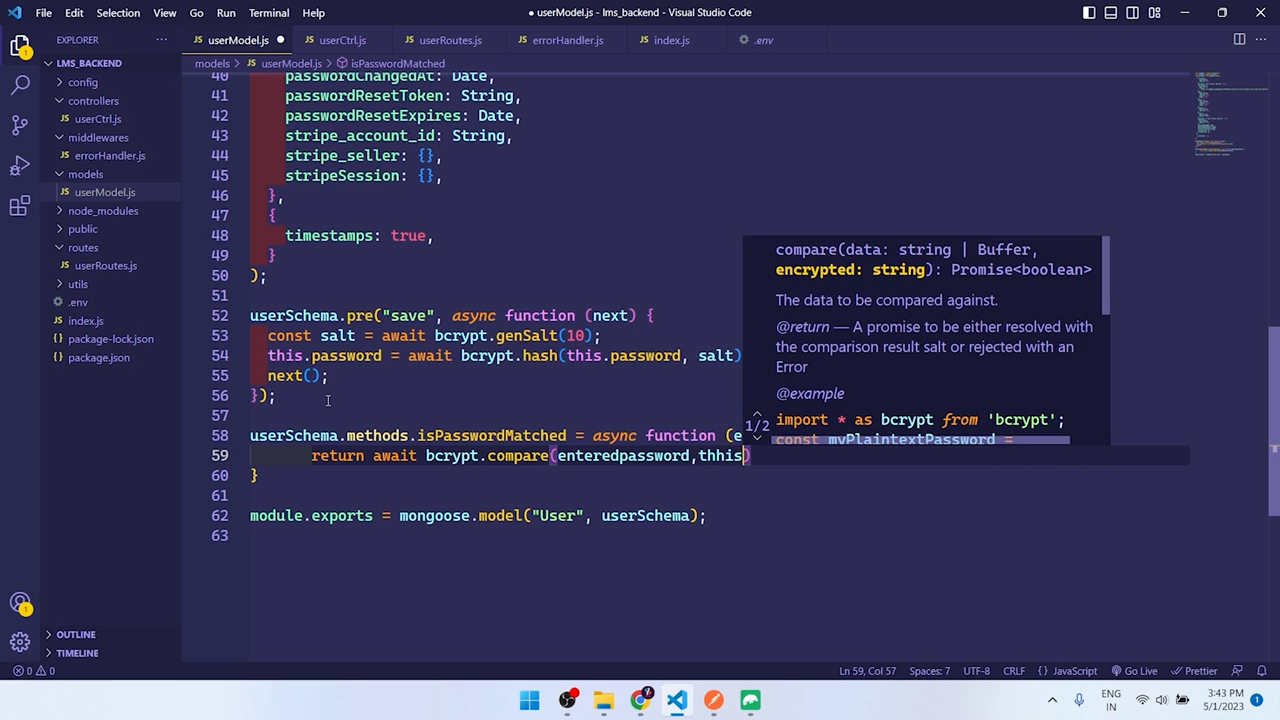 File Edit Selection View Go Run Terminal Help
● userModel.js - lms_backend - Visual Studio Code
EXPLORER
userModel.js userCtrl.js userRoutes.js errorHandler.js index.js .env
LMS_BACKEND
models > userModel.js > isPasswordMatched
config
controllers
userCtrl.js
middlewares
errorHandler.js
models
userModel.js
node_modules
public
routes
userRoutes.js
utils
.env
index.js
package-lock.json
package.json
OUTLINE
TIMELINE
40 passwordChangedAt: Date,
41 passwordResetToken: String,
42 passwordResetExpires: Date,
43 stripe_account_id: String,
44 stripe_seller: {},
45 stripeSession: {},
46 },
47 {
48 timestamps: true,
49 }
50 );
51
52 userSchema.pre("save", async function (next) {
53 const salt = await bcrypt.genSalt(10);
54 this.password = await bcrypt.hash(this.password, salt)
55 next();
56 });
57
58 userSchema.methods.isPasswordMatched = async function (e
59 return await bcrypt.compare(enteredpassword,thhis)
60 }
61
62 module.exports = mongoose.model("User", userSchema);
63
compare(data: string | Buffer,
encrypted: string): Promise<boolean>
The data to be compared against.
@return — A promise to be either resolved with
the comparison result salt or rejected with an
Error
@example
1/2
import * as bcrypt from 'bcrypt';
const myPlaintextPassword =
0 0 Ln 59, Col 57 Spaces: 7 UTF-8 CRLF {} JavaScript Go Live Prettier
ENG
IN
3:43 PM
5/1/2023
1